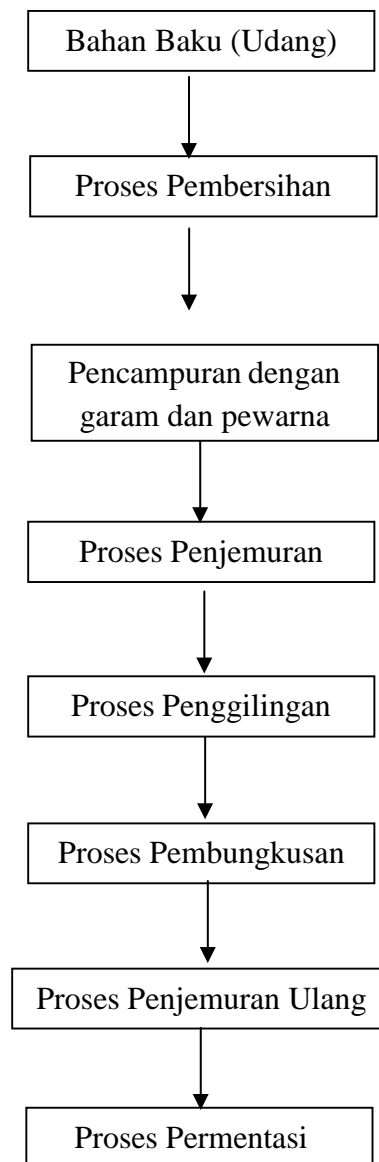 Bahan Baku (Udang)
Proses Pembersihan
Pencampuran dengan
garam dan pewarna
Proses Penjemuran
Proses Penggilingan
Proses Pembungkusan
Proses Penjemuran Ulang
Proses Permentasi